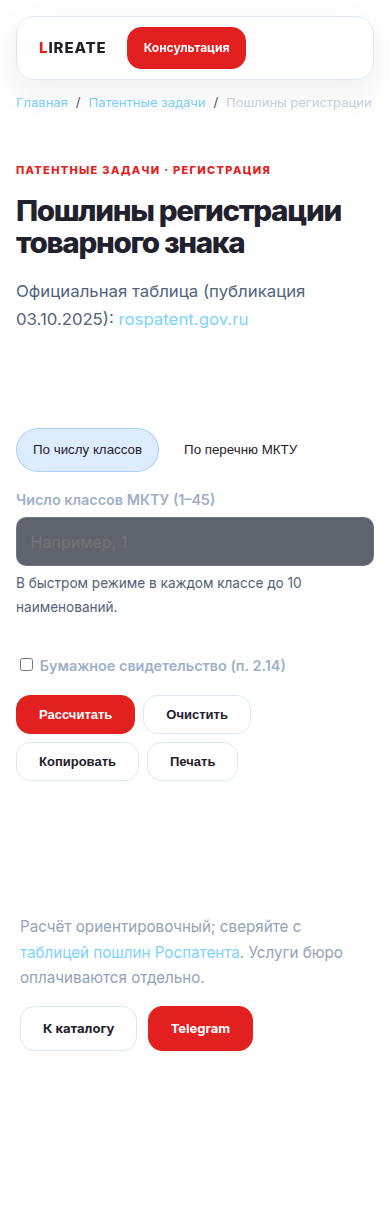 LIREATE
Консультация
Главная / Патентные задачи / Пошлины регистрации
ПАТЕНТНЫЕ ЗАДАЧИ · РЕГИСТРАЦИЯ
Пошлины регистрации
товарного знака
Официальная таблица (публикация
03.10.2025): rospatent.gov.ru
По числу классов
По перечню МКТУ
Число классов МКТУ (1–45)
Например, 1
В быстром режиме в каждом классе до 10
наименований.
Бумажное свидетельство (п. 2.14)
Рассчитать
Очистить
Копировать
Печать
Расчёт ориентировочный; сверяйте с
таблицей пошлин Роспатента. Услуги бюро
оплачиваются отдельно.
К каталогу
Telegram